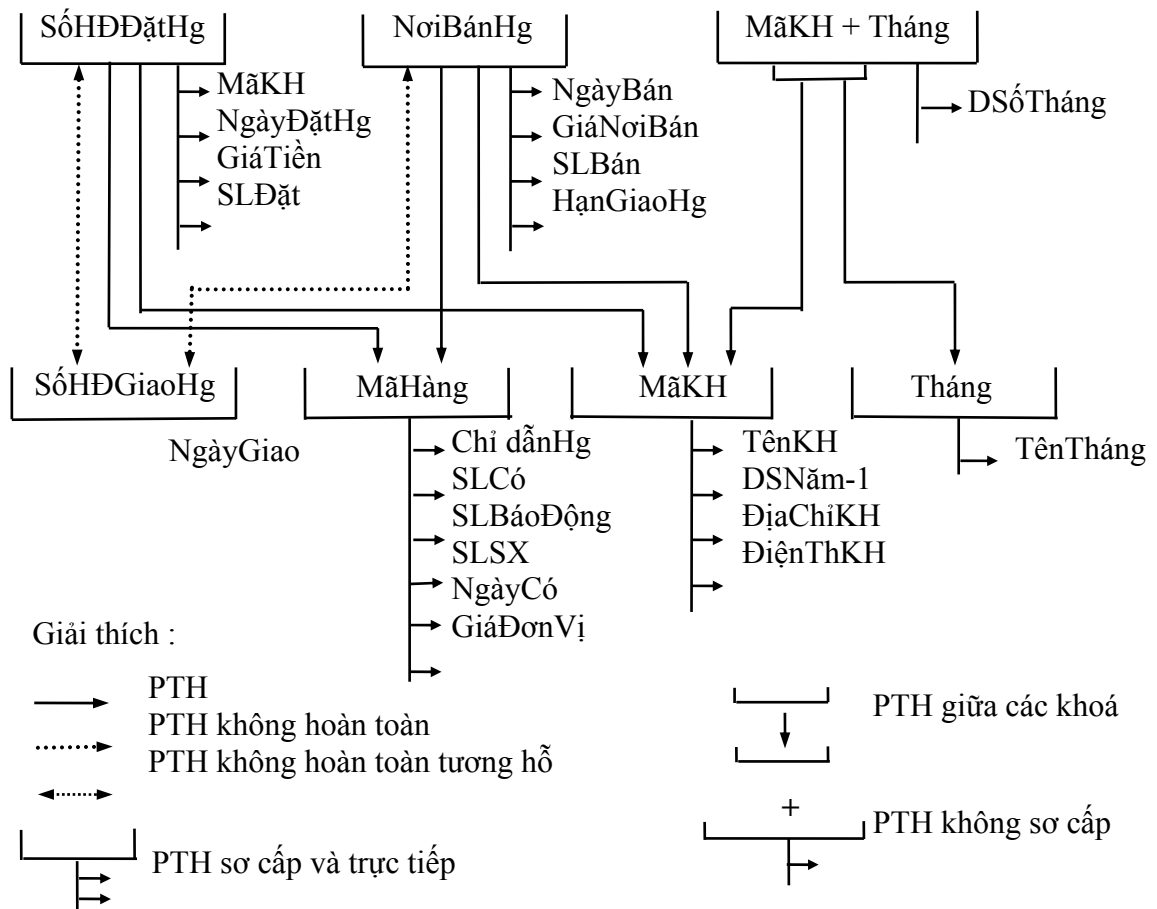 SốHĐĐặtHg
NơiBánHg
MãKH + Tháng
MãKH
NgàyĐặtHg
GiáTiền
SLĐặt
NgàyBán
GiáNơiBán
SLBán
HạnGiaoHg
DSốTháng
SốHĐGiaoHg
MãHàng
MãKH
Tháng
NgàyGiao
Chỉ dẫnHg
SLCó
SLBáoĐộng
SLSX
NgàyCó
GiáĐơnVị
TênKH
DSNăm-1
ĐịaChỉKH
ĐiệnThKH
TênTháng
Giải thích :
PTH
PTH không hoàn toàn
PTH không hoàn toàn tương hỗ
PTH sơ cấp và trực tiếp
PTH giữa các khoá
+
PTH không sơ cấp